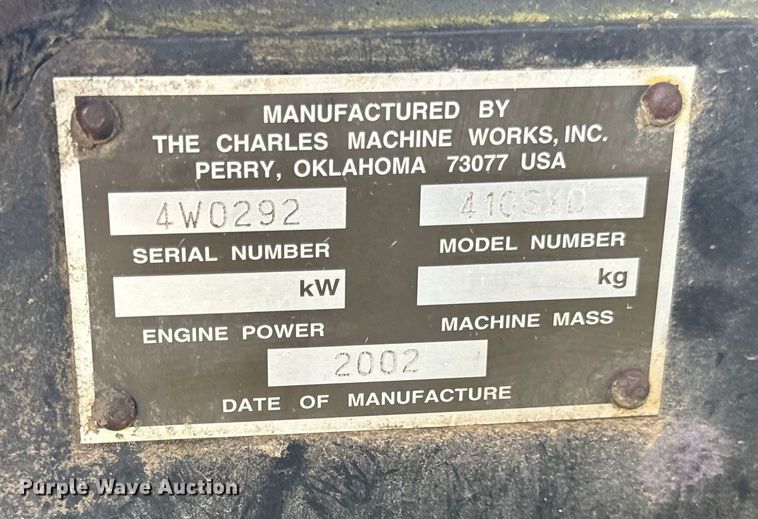 MANUFACTURED BY
THE CHARLES MACHINE WORKS, INC.
PERRY, OKLAHOMA 73077 USA
4W0292 410SXD
SERIAL NUMBER MODEL NUMBER
kW kg
ENGINE POWER MACHINE MASS
2002
DATE OF MANUFACTURE
Purple Wave Auction